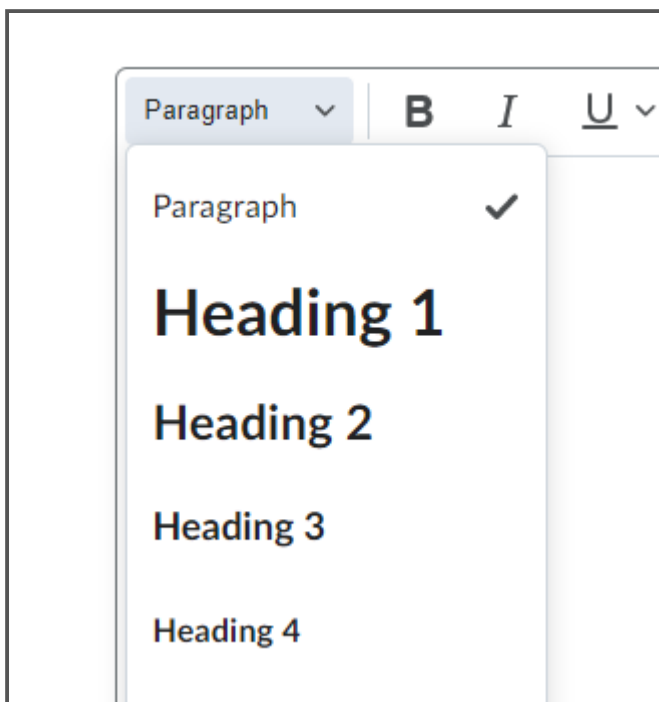 Paragraph B I U
Paragraph
Heading 1
Heading 2
Heading 3
Heading 4